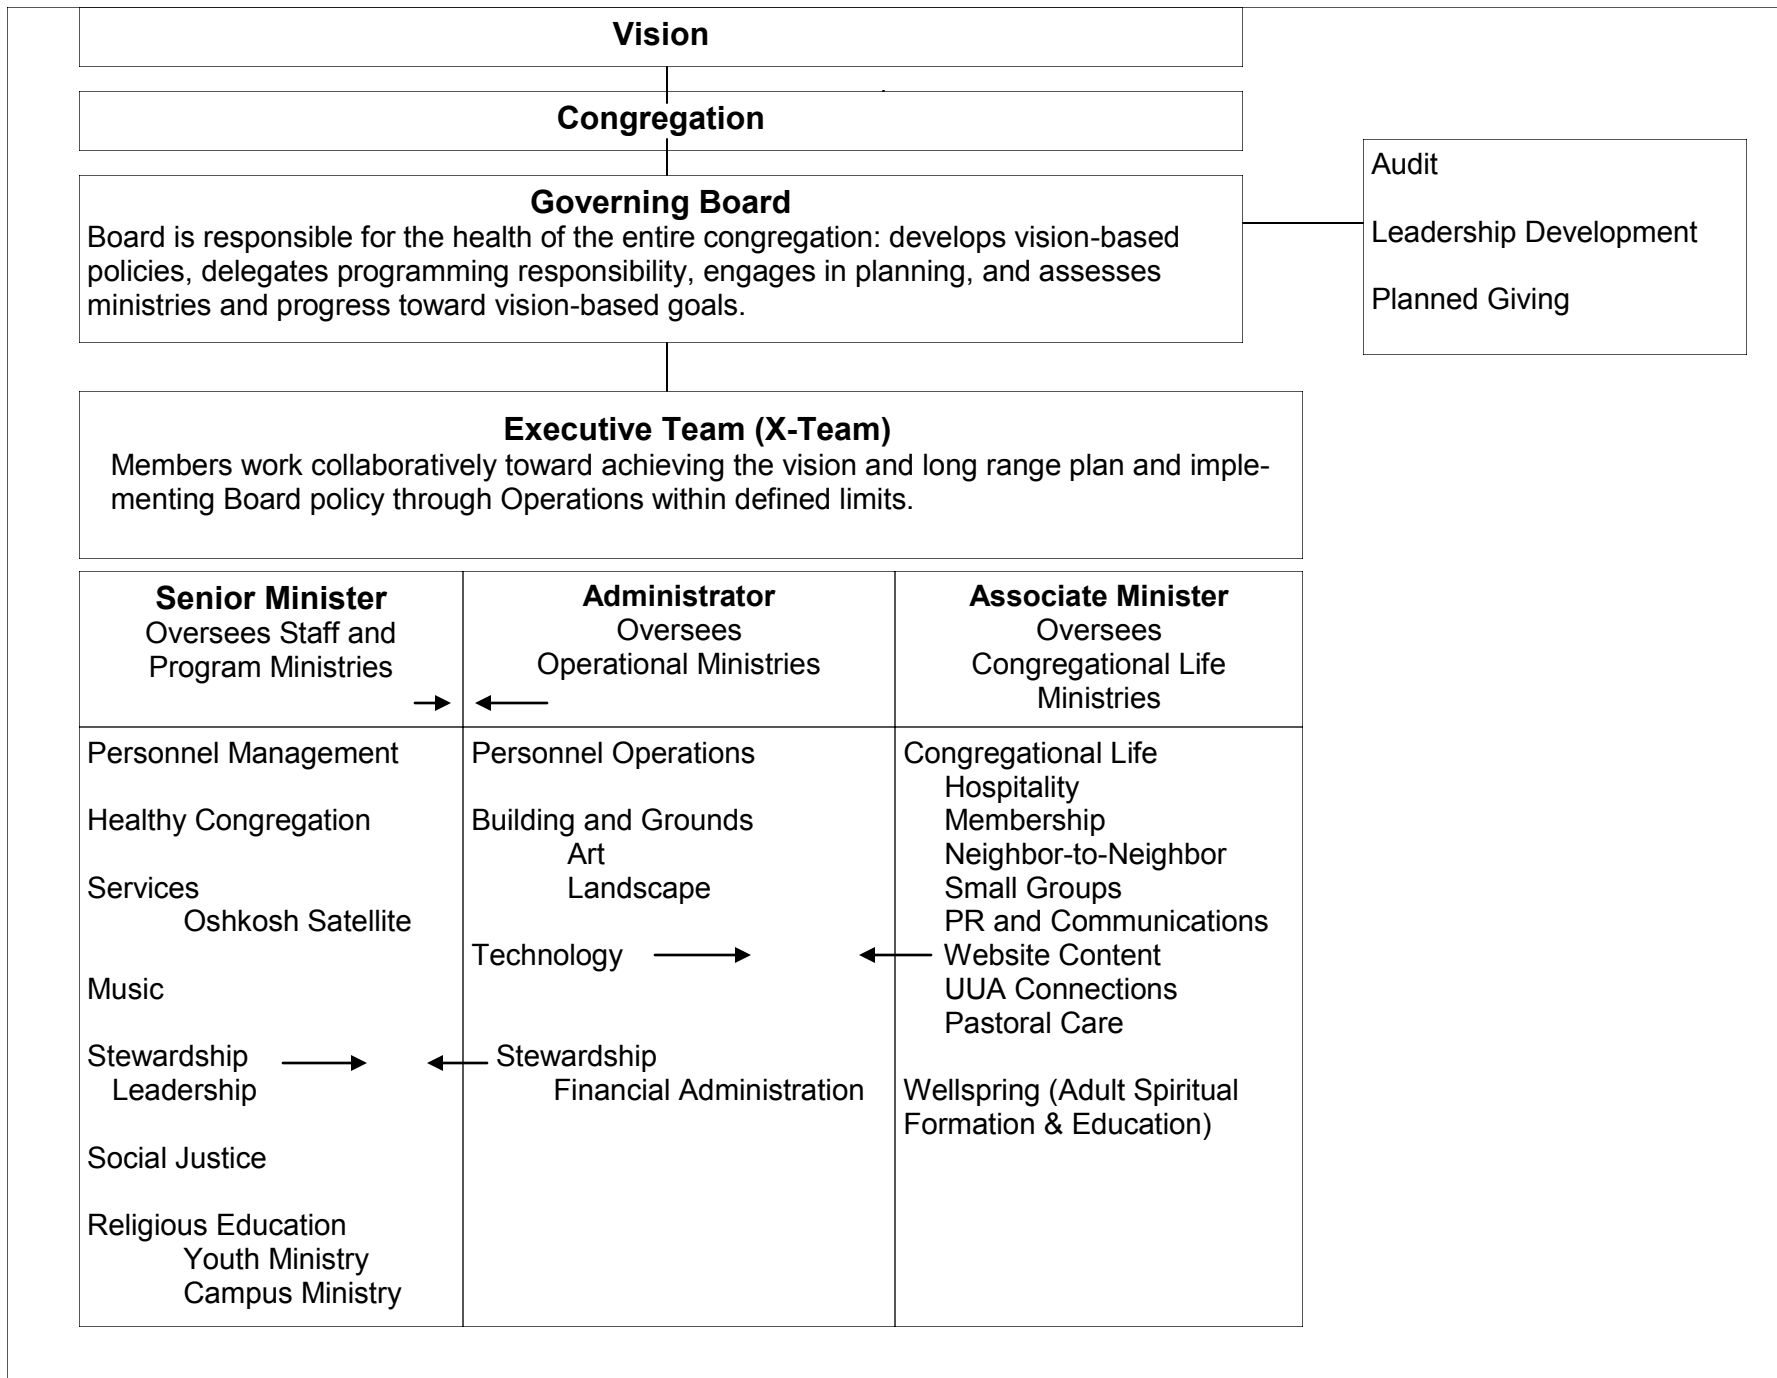 Vision
Congregation
Governing Board
Board is responsible for the health of the entire congregation: develops vision-based
policies, delegates programming responsibility, engages in planning, and assesses
ministries and progress toward vision-based goals.
Audit
Leadership Development
Planned Giving
Executive Team (X-Team)
Members work collaboratively toward achieving the vision and long range plan and imple-
menting Board policy through Operations within defined limits.
Senior Minister
Oversees Staff and
Program Ministries
Administrator
Oversees
Operational Ministries
Associate Minister
Oversees
Congregational Life
Ministries
Personnel Management
Healthy Congregation
Services
Oshkosh Satellite
Music
Stewardship
Leadership
Social Justice
Religious Education
Youth Ministry
Campus Ministry
Personnel Operations
Building and Grounds
Art
Landscape
Technology
Stewardship
Financial Administration
Congregational Life
Hospitality
Membership
Neighbor-to-Neighbor
Small Groups
PR and Communications
Website Content
UUA Connections
Pastoral Care
Wellspring (Adult Spiritual
Formation & Education)